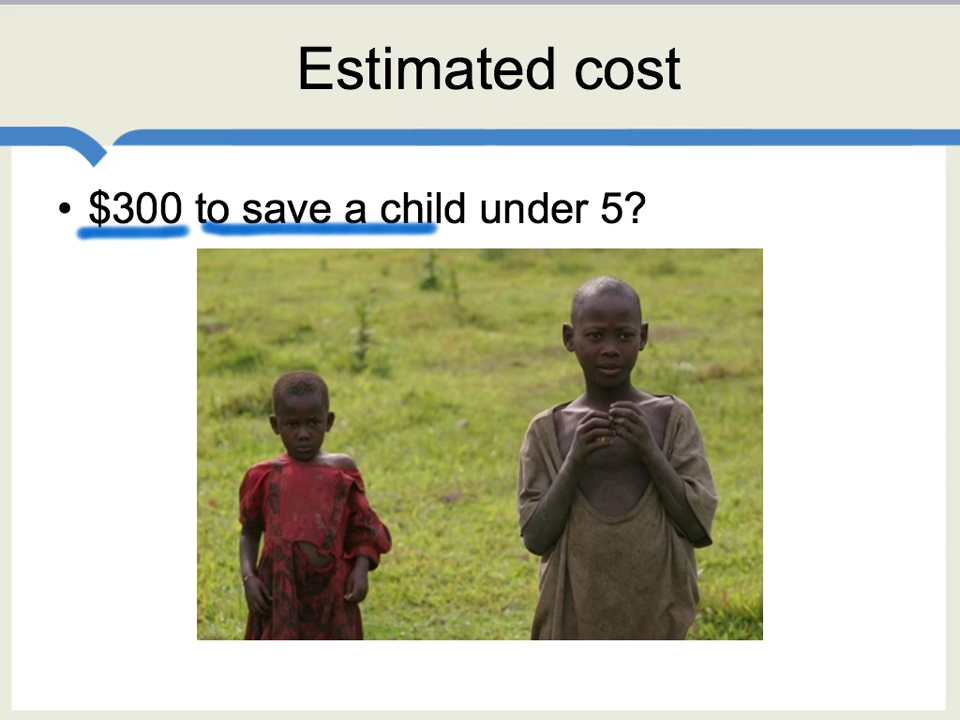 Estimated cost
• $300 to save a child under 5?